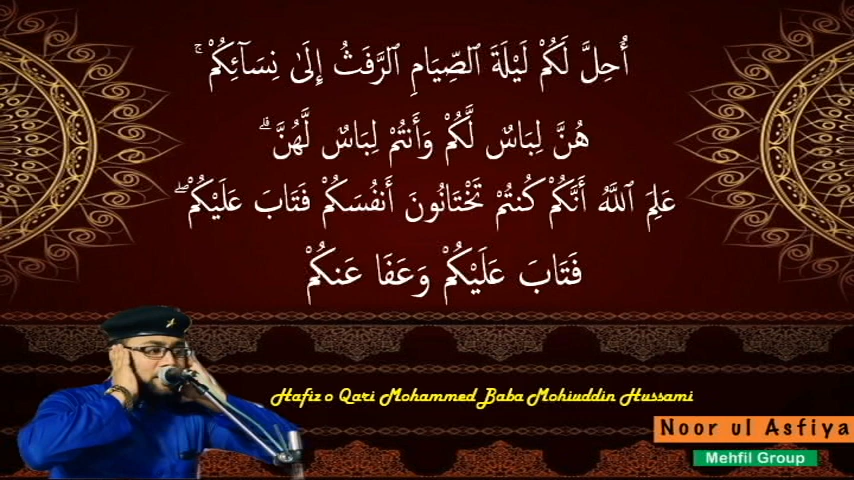 أُحِلَّ لَكُمْ لَيْلَةَ ٱلصِّيَامِ ٱلرَّفَثُ إِلَىٰ نِسَآئِكُمْ ۚ
هُنَّ لِبَاسٌ لَّكُمْ وَأَنتُمْ لِبَاسٌ لَّهُنَّ ۗ
عَلِمَ ٱللَّهُ أَنَّكُمْ كُنتُمْ تَخْتَانُونَ أَنفُسَكُمْ فَتَابَ عَلَيْكُمْ ۖ
فَتَابَ عَلَيْكُمْ وَعَفَا عَنكُمْ
Hafiz o Qari Mohammed Baba Mohiuddin Hussami
Noor ul Asfiya
Mehfil Group